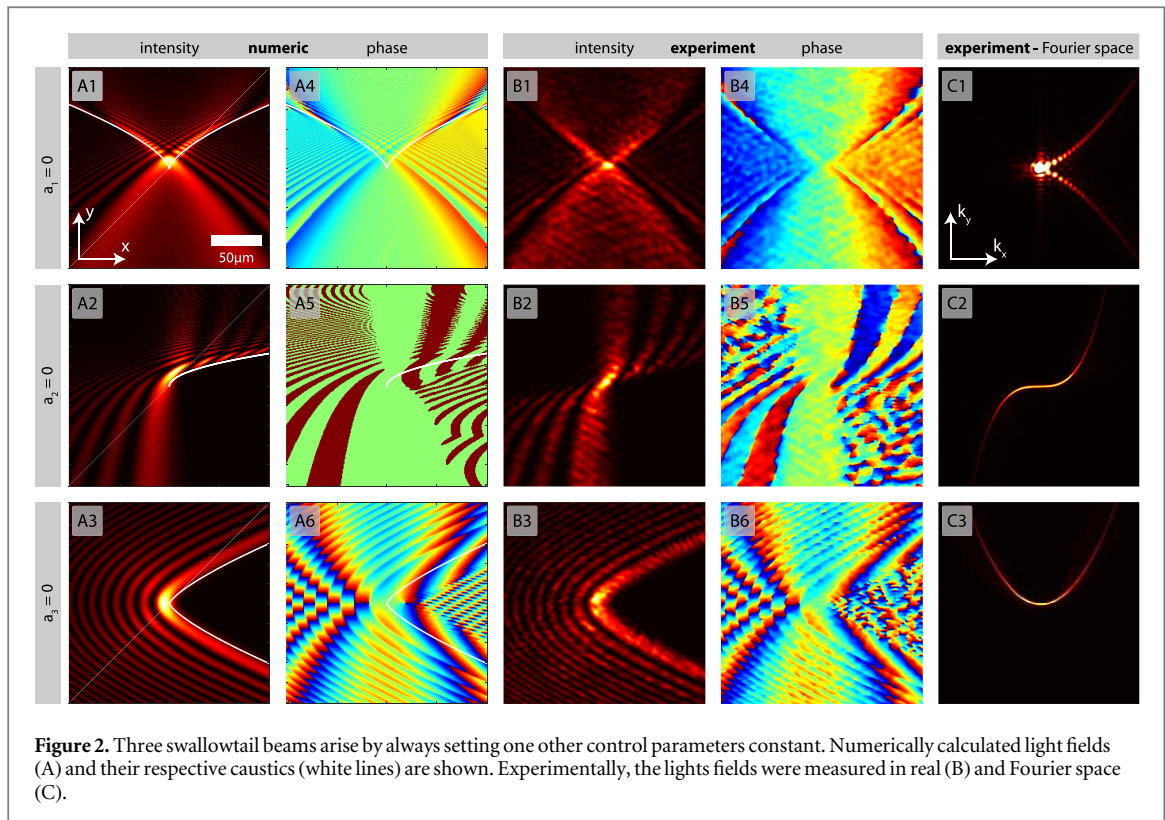 intensity numeric phase
intensity experiment phase
experiment - Fourier space
a₁ = 0
A1
A4
B1
B4
C1
y
x
50μm
k_y
k_x
a₂ = 0
A2
A5
B2
B5
C2
a₃ = 0
A3
A6
B3
B6
C3
Figure 2. Three swallowtail beams arise by always setting one other control parameters constant. Numerically calculated light fields
(A) and their respective caustics (white lines) are shown. Experimentally, the lights fields were measured in real (B) and Fourier space
(C).